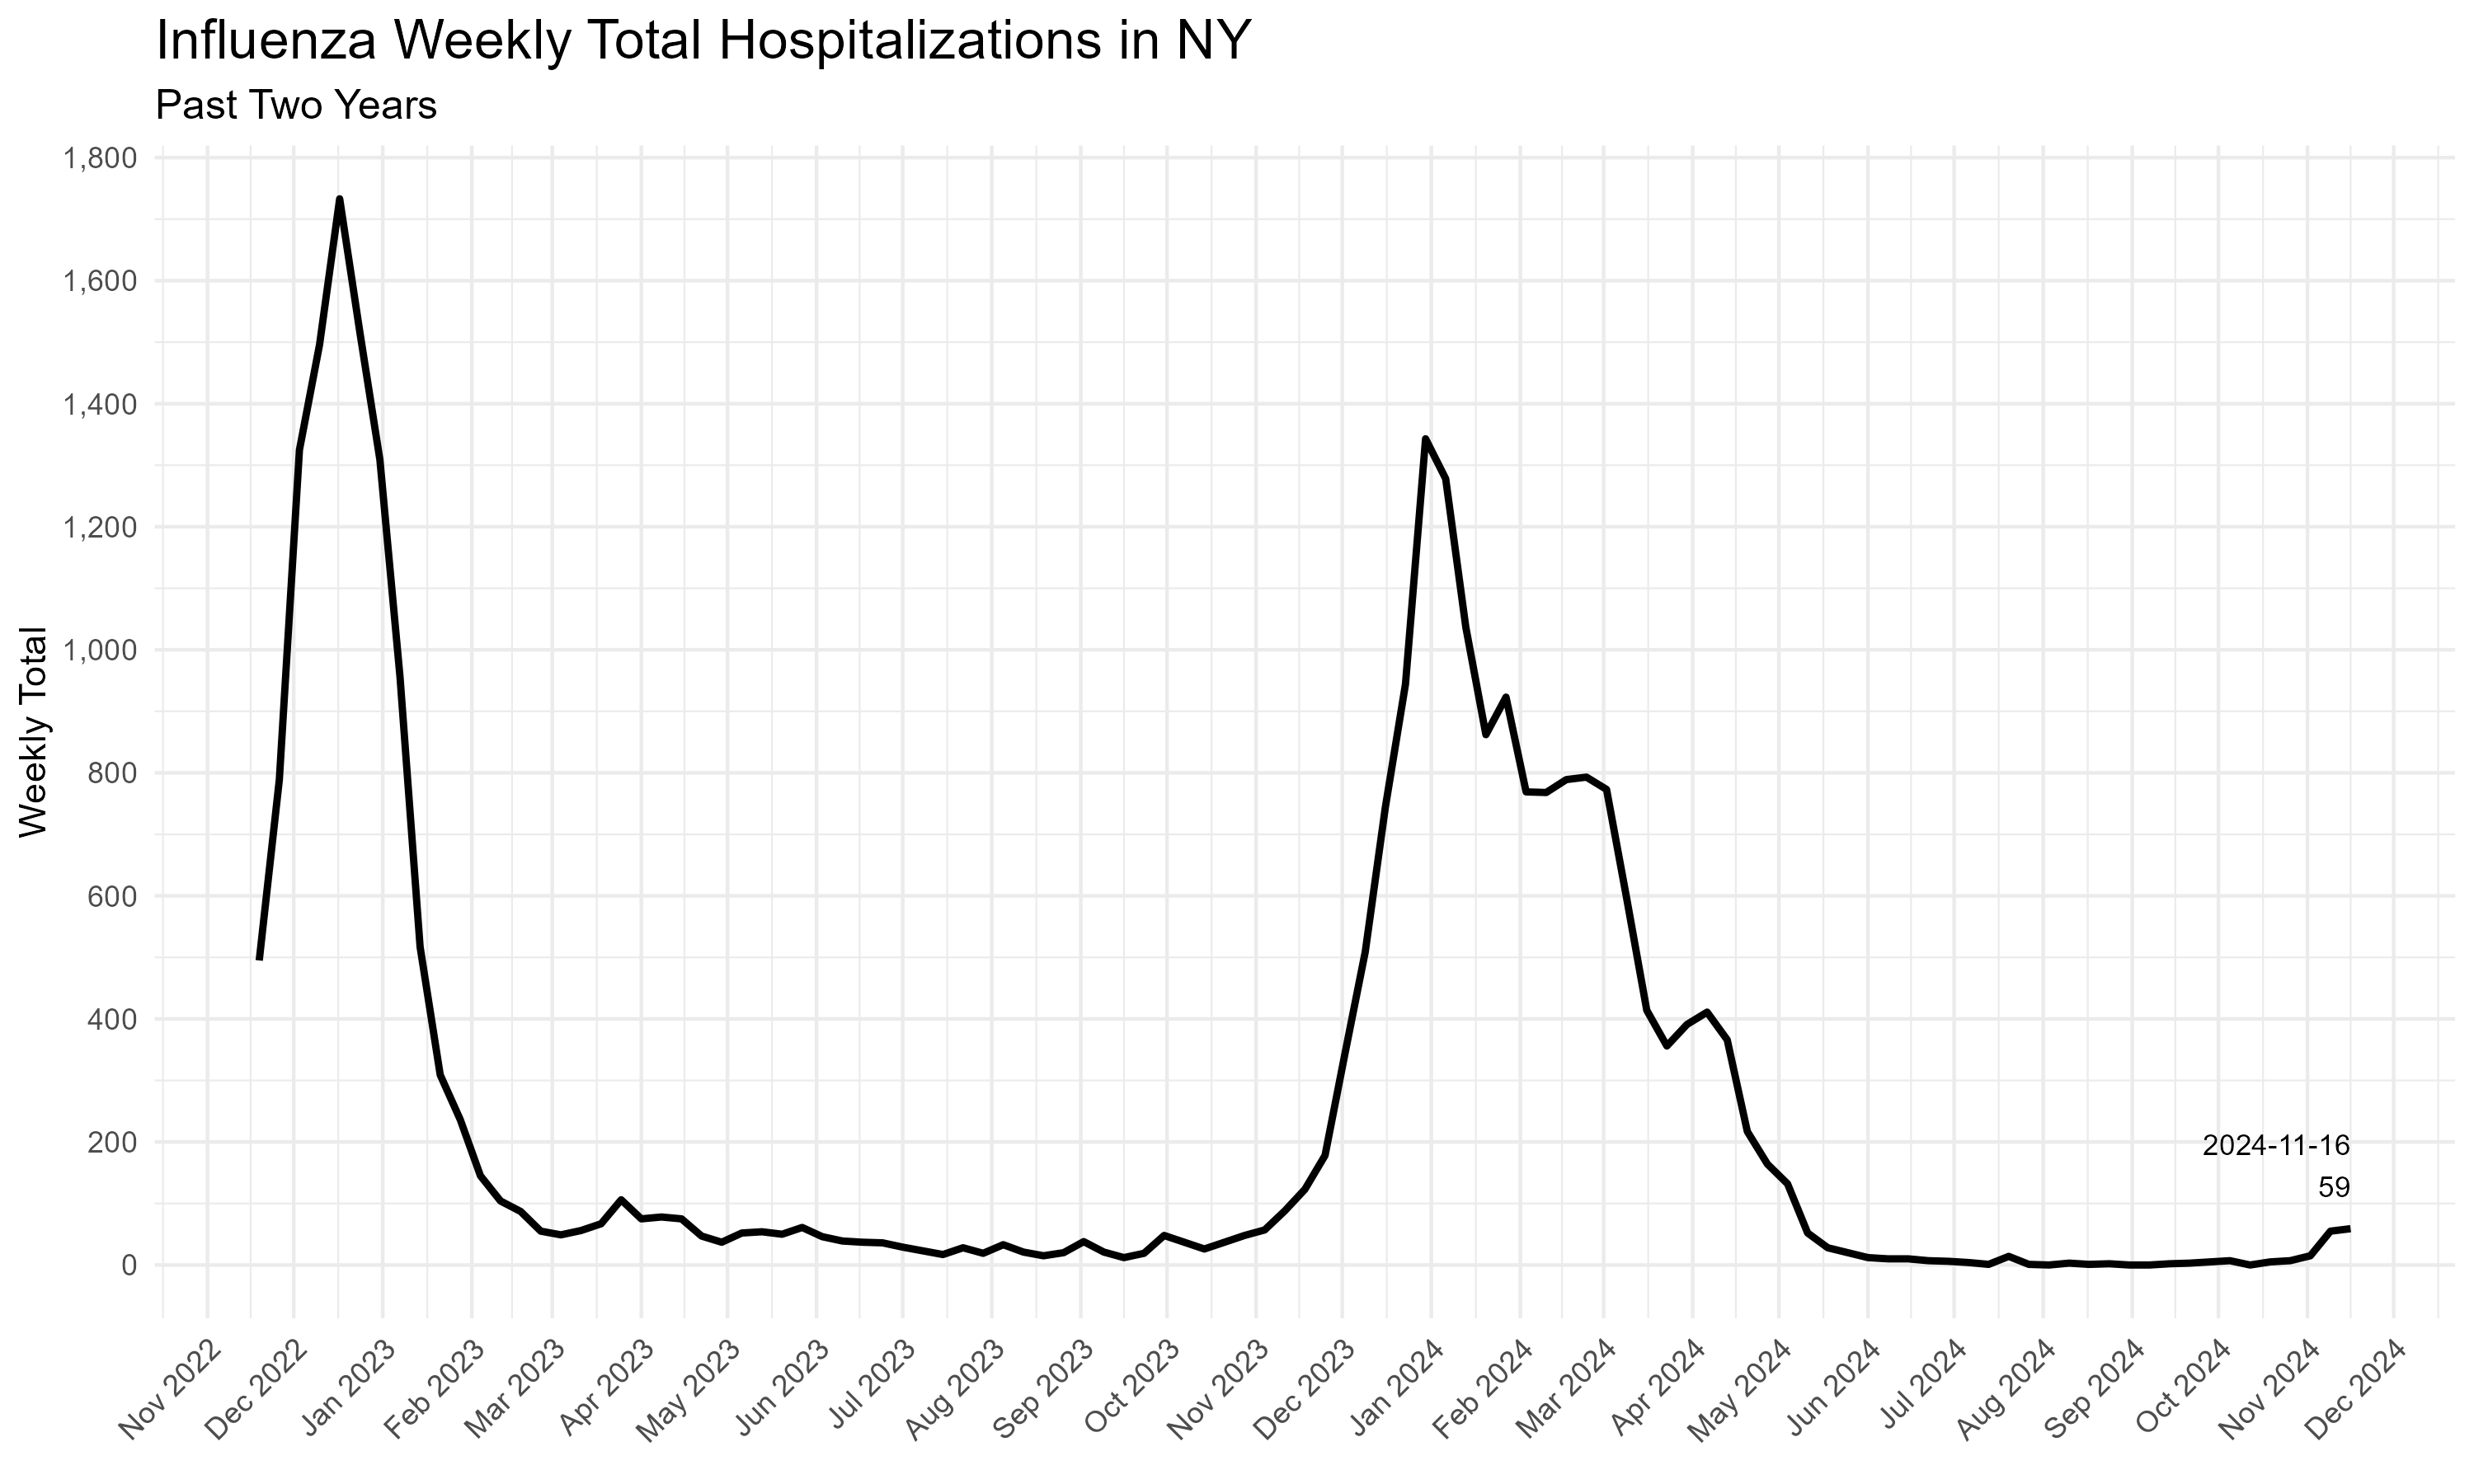 Influenza Weekly Total Hospitalizations in NY
Past Two Years
Weekly Total
1,800
1,600
1,400
1,200
1,000
800
600
400
200
0
2024-11-16
59
Nov 2022
Dec 2022
Jan 2023
Feb 2023
Mar 2023
Apr 2023
May 2023
Jun 2023
Jul 2023
Aug 2023
Sep 2023
Oct 2023
Nov 2023
Dec 2023
Jan 2024
Feb 2024
Mar 2024
Apr 2024
May 2024
Jun 2024
Jul 2024
Aug 2024
Sep 2024
Oct 2024
Nov 2024
Dec 2024